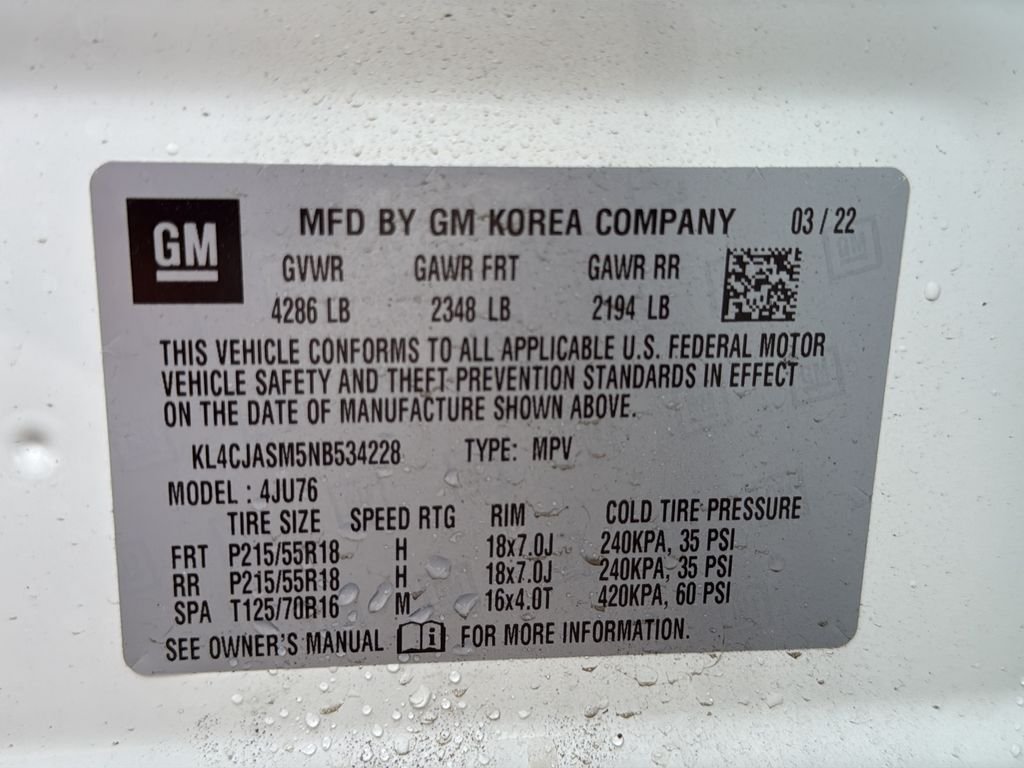 GM
MFD BY GM KOREA COMPANY 03 / 22
GVWR GAWR FRT GAWR RR
4286 LB 2348 LB 2194 LB
THIS VEHICLE CONFORMS TO ALL APPLICABLE U.S. FEDERAL MOTOR
VEHICLE SAFETY AND THEFT PREVENTION STANDARDS IN EFFECT
ON THE DATE OF MANUFACTURE SHOWN ABOVE.
KL4CJASM5NB534228 TYPE: MPV
MODEL : 4JU76
TIRE SIZE SPEED RTG RIM COLD TIRE PRESSURE
FRT P215/55R18 H 18x7.0J 240KPA, 35 PSI
RR P215/55R18 H 18x7.0J 240KPA, 35 PSI
SPA T125/70R16 M 16x4.0T 420KPA, 60 PSI
SEE OWNER'S MANUAL FOR MORE INFORMATION.